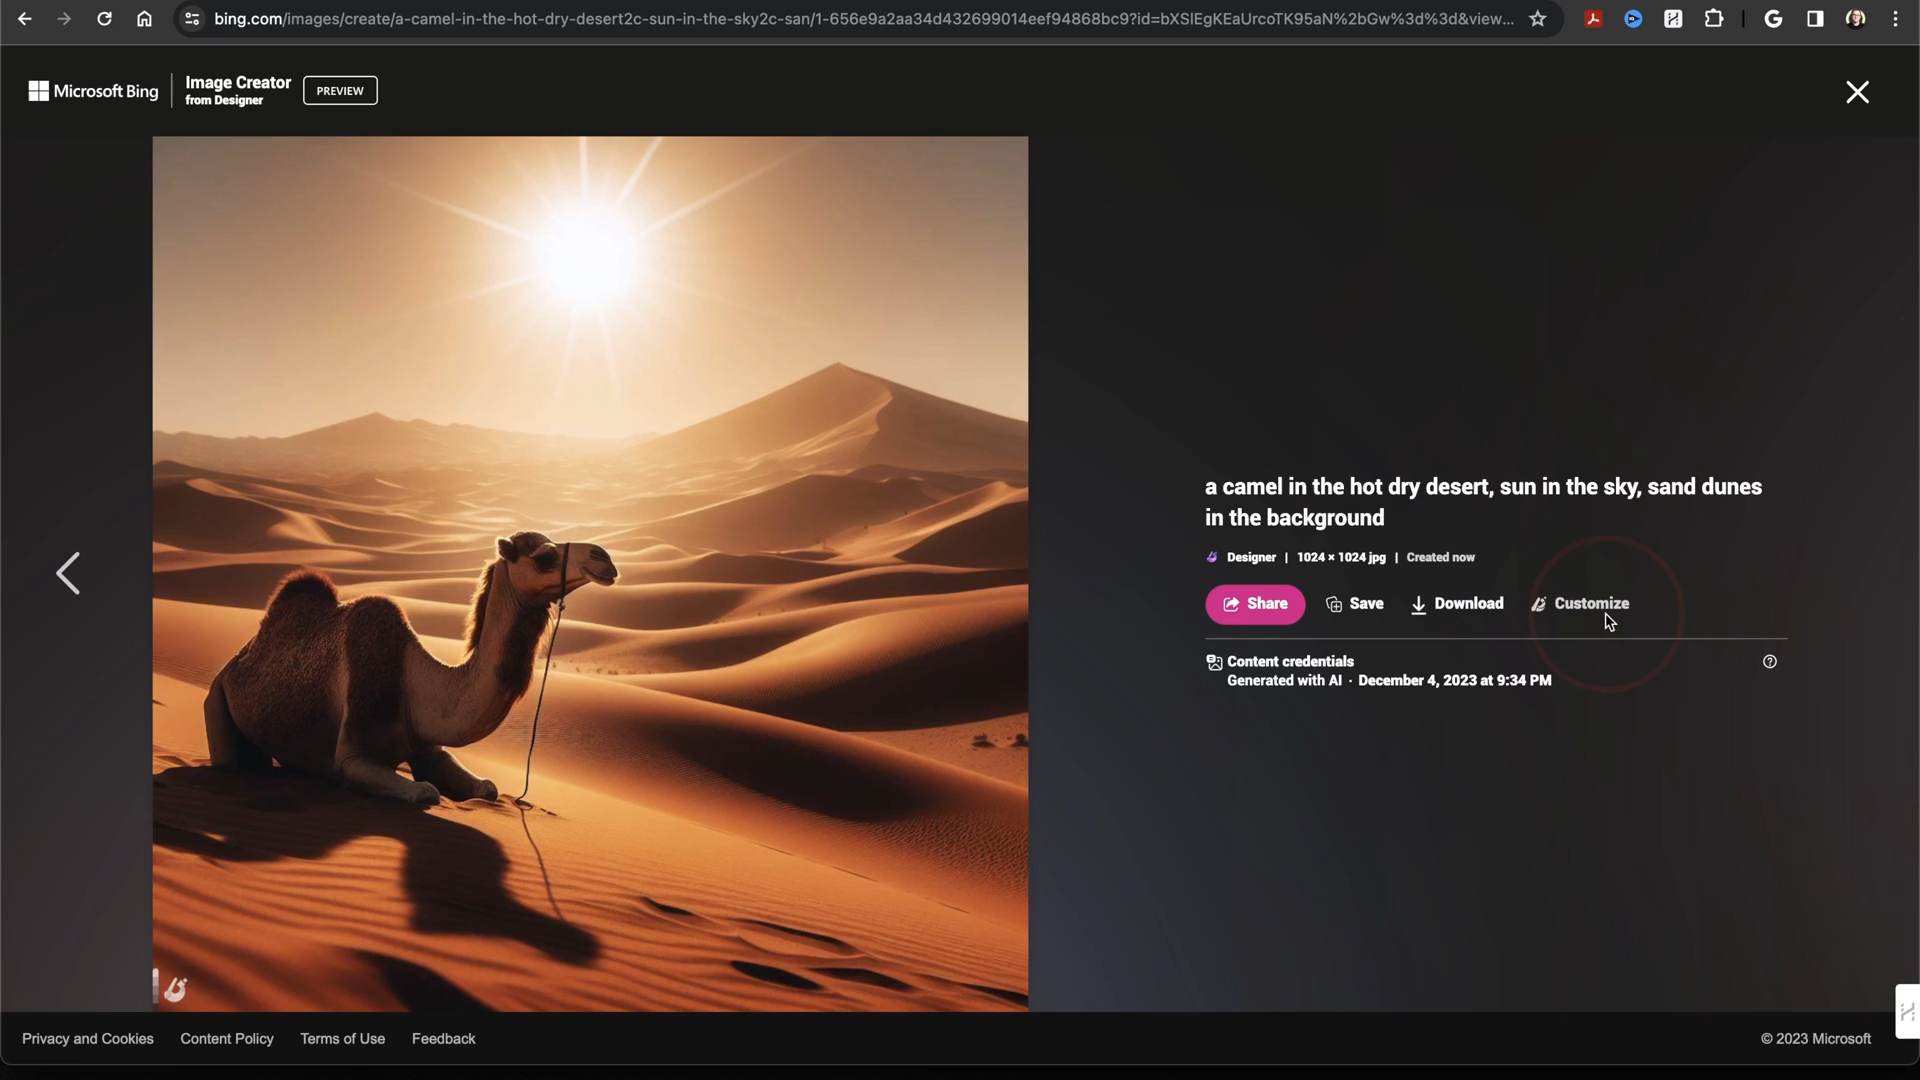 bing.com/images/create/a-camel-in-the-hot-dry-desert2c-sun-in-the-sky2c-san/1-656e9a2aa34d432699014eef94868bc9?id=bXSlEgKEaUrcoTK95aN%2bGw%3d%3d&view...
Microsoft Bing
Image Creator
from Designer
PREVIEW
a camel in the hot dry desert, sun in the sky, sand dunes
in the background
Designer | 1024 × 1024 jpg | Created now
Share Save Download Customize
Content credentials
Generated with AI · December 4, 2023 at 9:34 PM
Privacy and Cookies Content Policy Terms of Use Feedback
© 2023 Microsoft